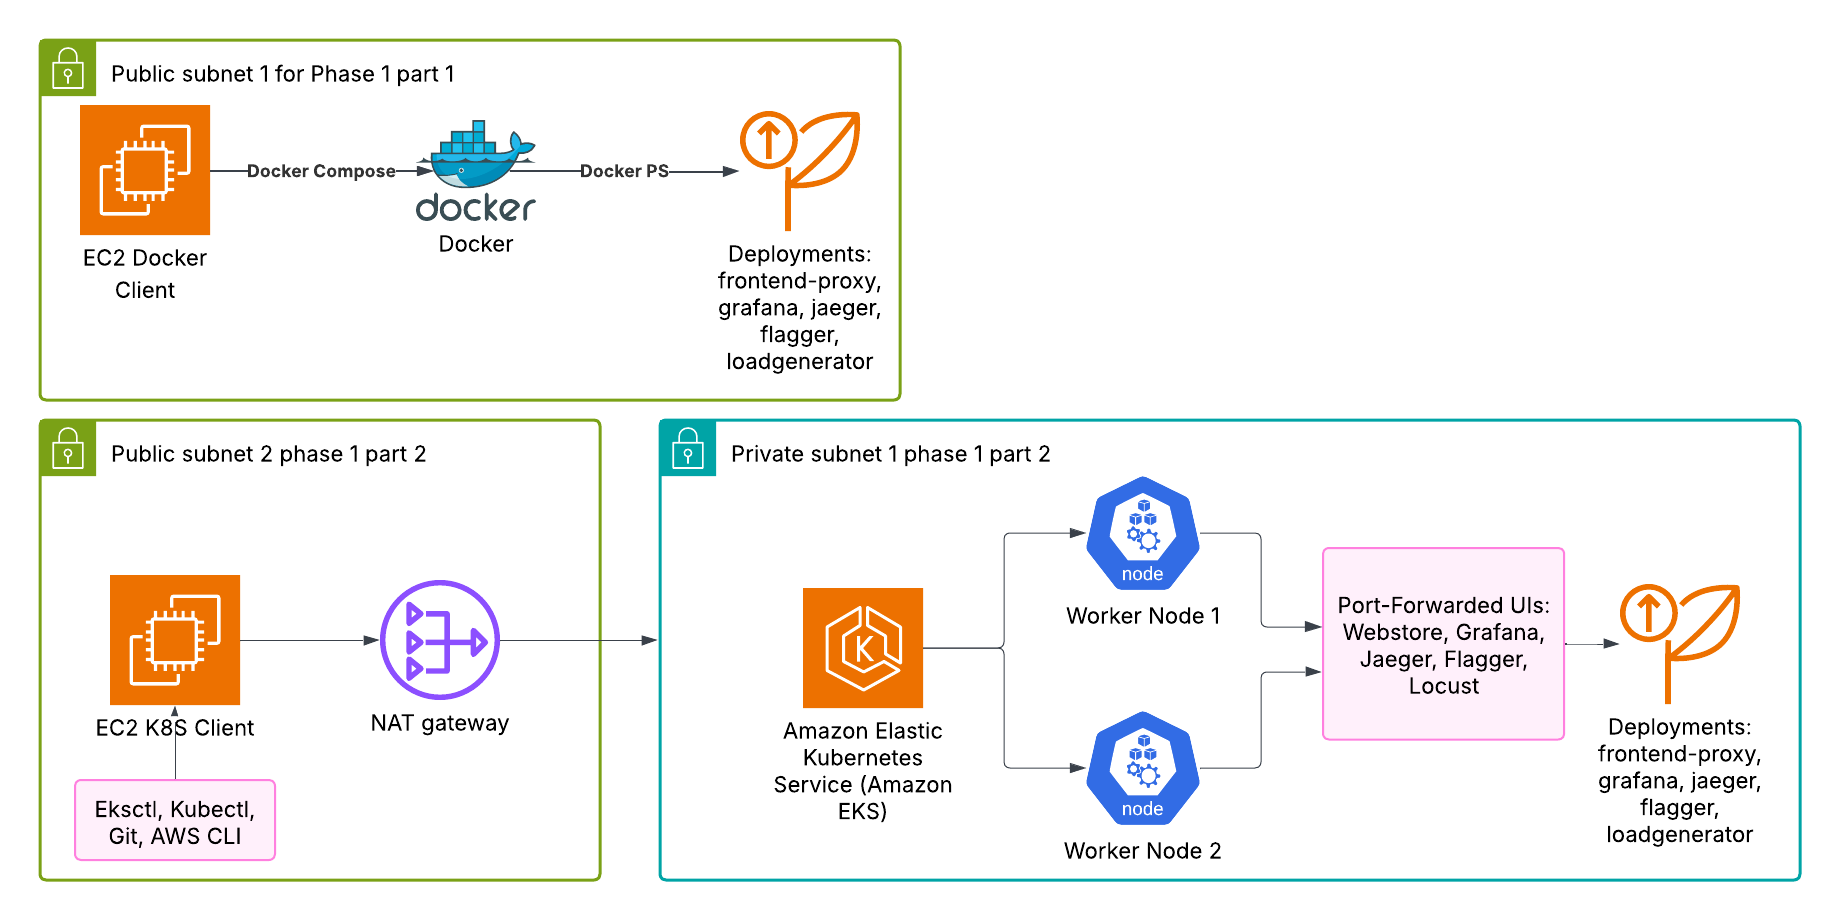 Public subnet 1 for Phase 1 part 1
Docker Compose
Docker PS
docker
Docker
EC2 Docker
Client
Deployments:
frontend-proxy,
grafana, jaeger,
flagger,
loadgenerator
Public subnet 2 phase 1 part 2
EC2 K8S Client
NAT gateway
Eksctl, Kubectl,
Git, AWS CLI
Private subnet 1 phase 1 part 2
K
Amazon Elastic
Kubernetes
Service (Amazon
EKS)
node
Worker Node 1
node
Worker Node 2
Port-Forwarded UIs:
Webstore, Grafana,
Jaeger, Flagger,
Locust
Deployments:
frontend-proxy,
grafana, jaeger,
flagger,
loadgenerator